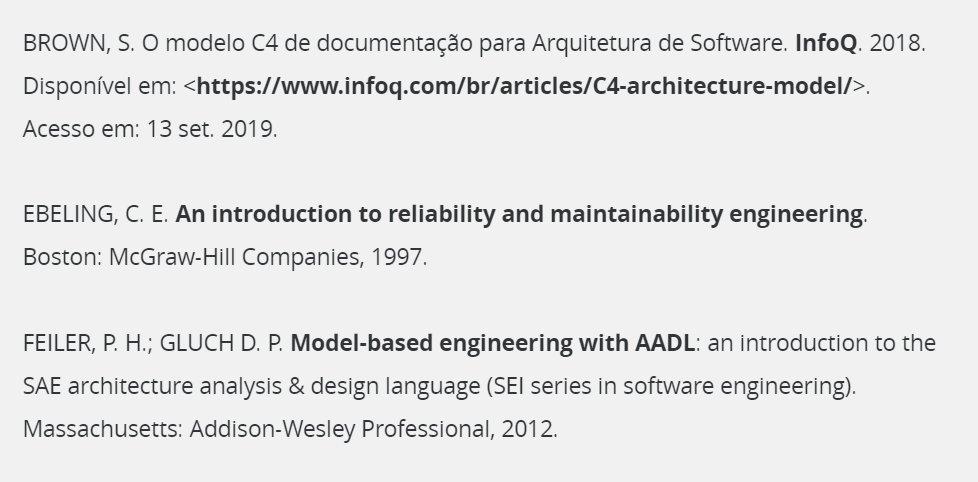 BROWN, S. O modelo C4 de documentação para Arquitetura de Software. InfoQ. 2018.
Disponível em: <https://www.infoq.com/br/articles/C4-architecture-model/>.
Acesso em: 13 set. 2019.
EBELING, C. E. An introduction to reliability and maintainability engineering.
Boston: McGraw-Hill Companies, 1997.
FEILER, P. H.; GLUCH D. P. Model-based engineering with AADL: an introduction to the
SAE architecture analysis & design language (SEI series in software engineering).
Massachusetts: Addison-Wesley Professional, 2012.